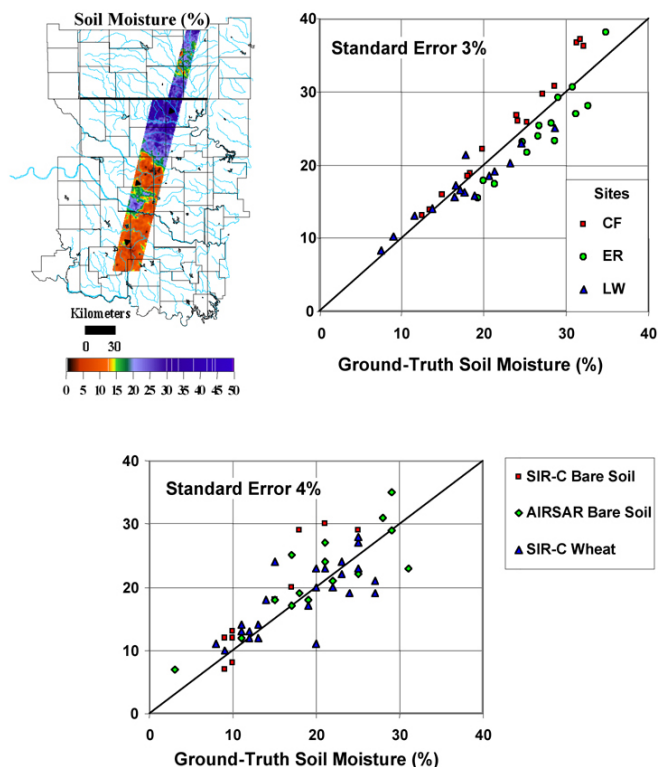 Soil Moisture (%)
Kilometers
0 30
0 5 10 15 20 25 30 35 40 45 50
Standard Error 3%
40
30
20
10
0
0 10 20 30 40
Ground-Truth Soil Moisture (%)
Sites
CF
ER
LW
Standard Error 4%
40
30
20
10
0
0 10 20 30 40
Ground-Truth Soil Moisture (%)
SIR-C Bare Soil
AIRSAR Bare Soil
SIR-C Wheat